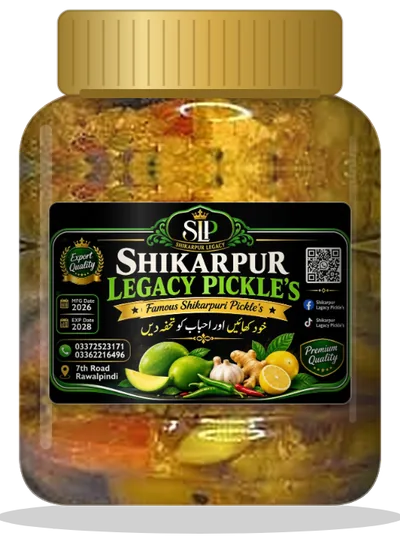 SLP
SHIKARPUR LEGACY
SHIKARPUR
LEGACY PICKLE'S
Famous Shikarpuri Pickle's
خود کھائیں اور احباب کو تحفہ دیں
Export
Quality
MFG Date
2026
EXP Date
2028
03372523171
03362216496
7th Road
Rawalpindi
Shikarpur
Legacy Pickle's
Shikarpur
Legacy Pickle's
Premium
Quality